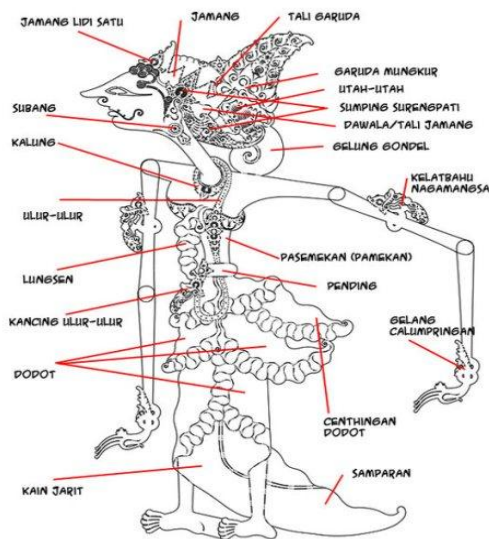 JAMANG LIDI SATU
JAMANG
TALI GARUDA
GARUDA MUNGKUR
UTAH-UTAH
SUMPING SURENGPATI
DAWALA/TALI JAMANG
GELUNG GONDEL
SUBANG
KALUNG
KELATBAHU
NAGAMANGSA
ULUR-ULUR
PASEMEKAN (PAMEKAN)
LUNGSEN
PENDING
KANCING ULUR-ULUR
GELANG
CALUMPRINGAN
DODOT
CENTHINGAN
DODOT
KAIN JARIT
SAMPARAN